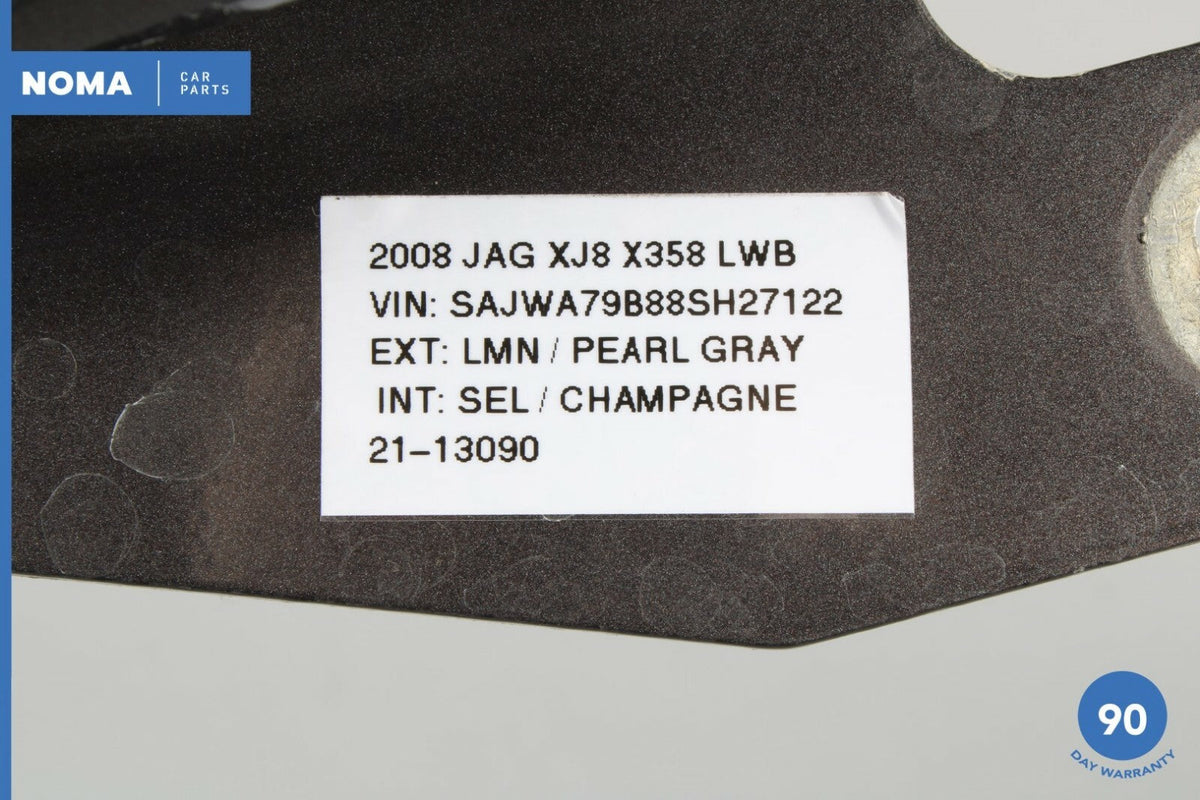 NOMA
CAR
PARTS
2008 JAG XJ8 X358 LWB
VIN: SAJWA79B88SH27122
EXT: LMN / PEARL GRAY
INT: SEL / CHAMPAGNE
21-13090
90
DAY WARRANTY